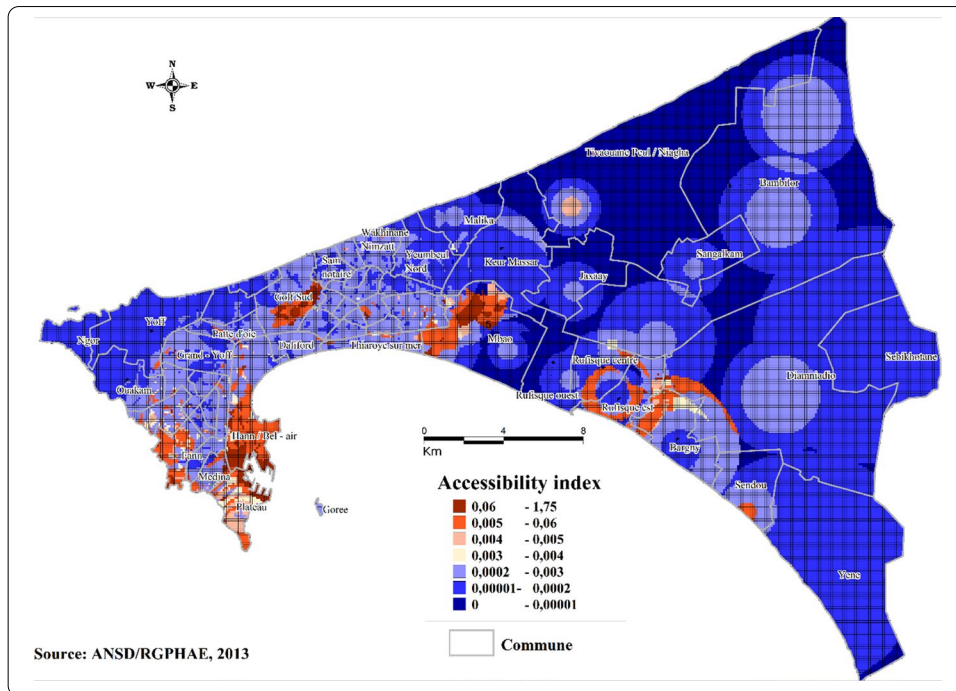 N
W E
S
Tivaouane Peul / Niagha
Bambilor
Malika
Wakhinane
Nimzatt
Yeumbeul
Nord
Sam
notaire
Keur Massar
Sangalkam
Jaxaay
Golf Sud
Yoff
Patte d'oie
Ngor
Daliford
Thiaroye sur mer
Mbao
Grand - Yoff
Sebikhotane
Rufisque centre
Diamniadio
Ouakam
Rufisque ouest
Rufisque est
Hann / Bel - air
Bargny
Fann
Medina
Sendou
Plateau
Goree
Yene
0 4 8
Km
Accessibility index
0,06 - 1,75
0,005 - 0,06
0,004 - 0,005
0,003 - 0,004
0,0002 - 0,003
0,00001- 0,0002
0 - 0,00001
Commune
Source: ANSD/RGPHAE, 2013